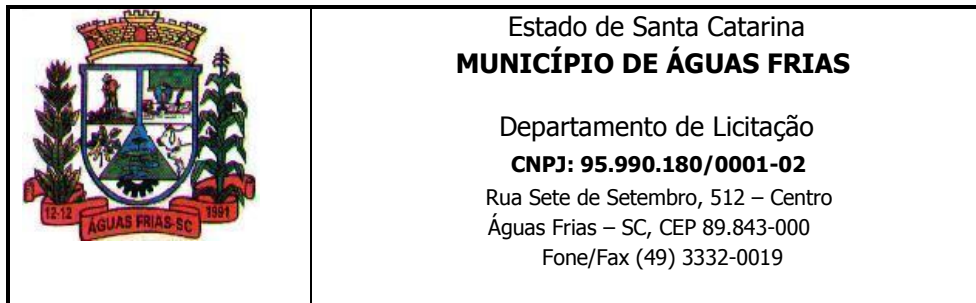 12-12
ÁGUAS FRIAS-SC
1991
Estado de Santa Catarina
MUNICÍPIO DE ÁGUAS FRIAS
Departamento de Licitação
CNPJ: 95.990.180/0001-02
Rua Sete de Setembro, 512 – Centro
Águas Frias – SC, CEP 89.843-000
Fone/Fax (49) 3332-0019